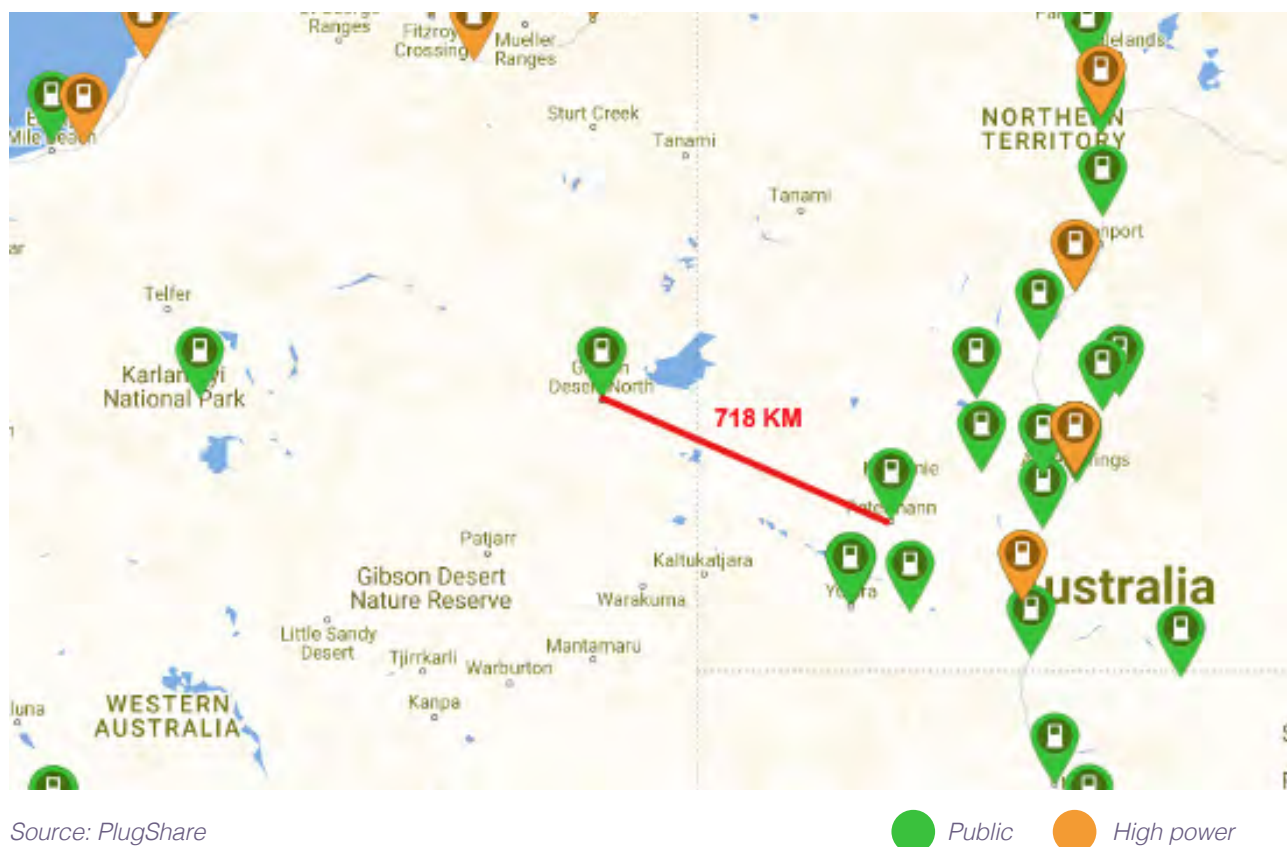 Ranges
Fitzroy
Crossing
Mueller
Ranges
Sturt Creek
Tanami
NORTHERN
TERRITORY
Tanami
Telfer
National Park
718 KM
Patjarr
Gibson Desert
Nature Reserve
Kaltukatjara
Warakurna
Little Sandy
Desert
Mantamaru
Tjirrkarli
Warburton
Kanpa
WESTERN
AUSTRALIA
ustralia
Source: PlugShare
Public
High power